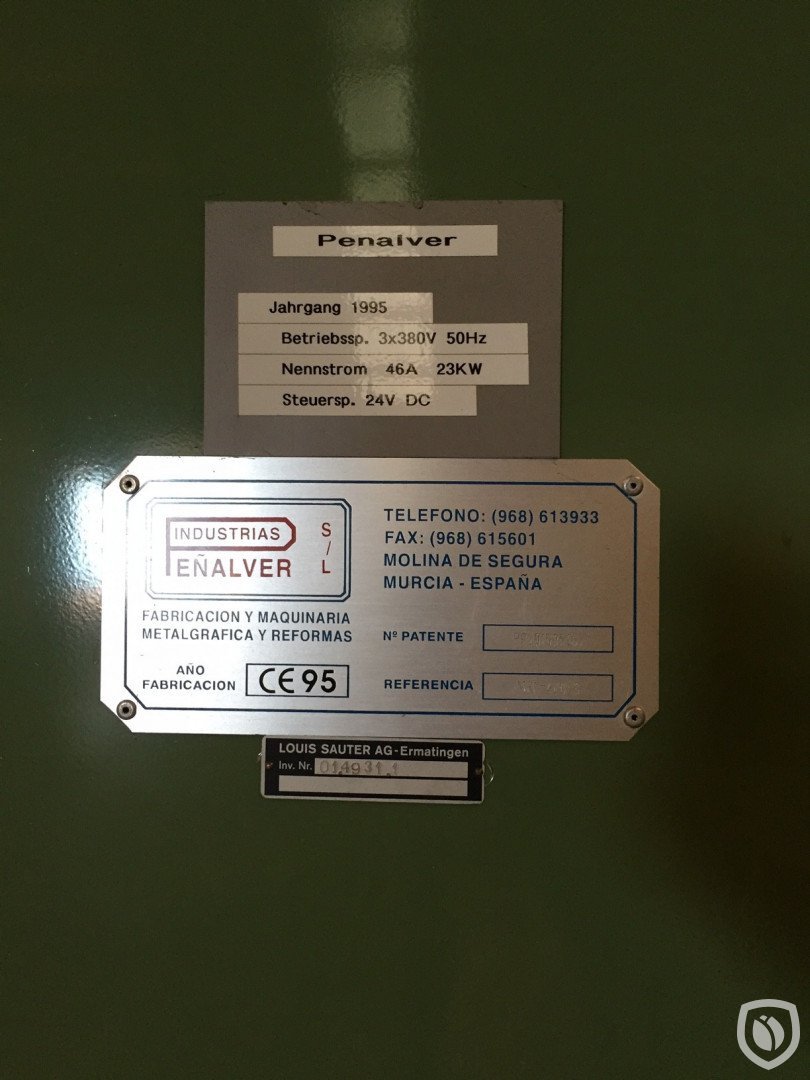 Penalver
Jahrgang 1995
Betriebssp. 3x380V 50Hz
Nennstrom 46A 23KW
Steuersp. 24V DC
INDUSTRIAS
PEÑALVER
S/L
FABRICACION Y MAQUINARIA
METALGRAFICA Y REFORMAS
AÑO
FABRICACION CE 95
TELEFONO: (968) 613933
FAX: (968) 615601
MOLINA DE SEGURA
MURCIA - ESPAÑA
Nº PATENTE
REFERENCIA
LOUIS SAUTER AG-Ermatingen
Inv. Nr. 014931.1